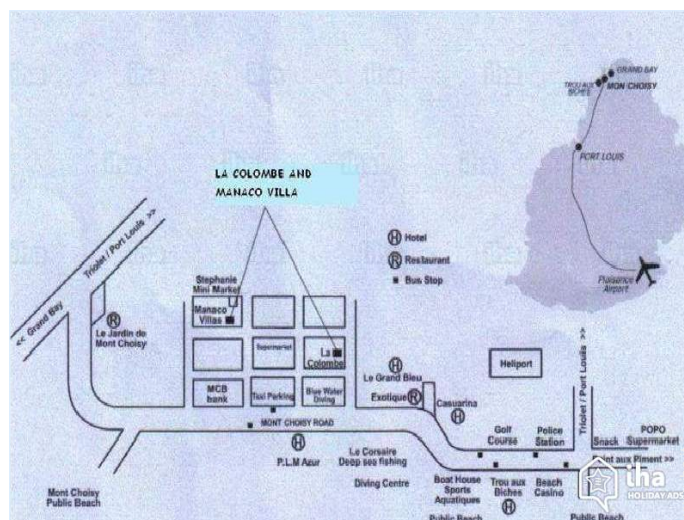 GRAND BAY
TROU AUX
BICHES
MON CHOISY
PORT LOUIS
Plaisance
Airport
LA COLOMBE AND
MANACO VILLA
H Hotel
R Restaurant
Bus Stop
Triolet / Port Louis >>
<< Grand Bay
Stephanie
Mini Market
Manaco
Villas
R
Le Jardin de
Mont Choisy
Supermarket
La
Colombe
MCB
bank
Taxi Parking
Blue Water
Diving
H
Le Grand Bleu
Exotique R
Casuarina
H
Heliport
Triolet / Port Louis >>
MONT CHOISY ROAD
H
P.L.M Azur
Le Corsaire
Deep sea fishing
Diving Centre
Golf
Course
Police
Station
Snack
POPO
Supermarket
Point aux Piment >>
Boat House
Sports
Aquatiques
Public Beach
Trou aux
Biches
H
Beach
Casino
Public Beach
Mont Choisy
Public Beach
iha
HOLIDAY ADS